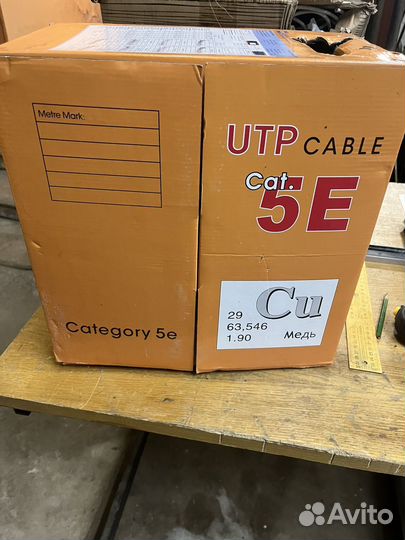 Metre Mark:
UTP CABLE
Cat.
5E
29
Cu
63,546
1.90
Медь
Category 5e
Avito